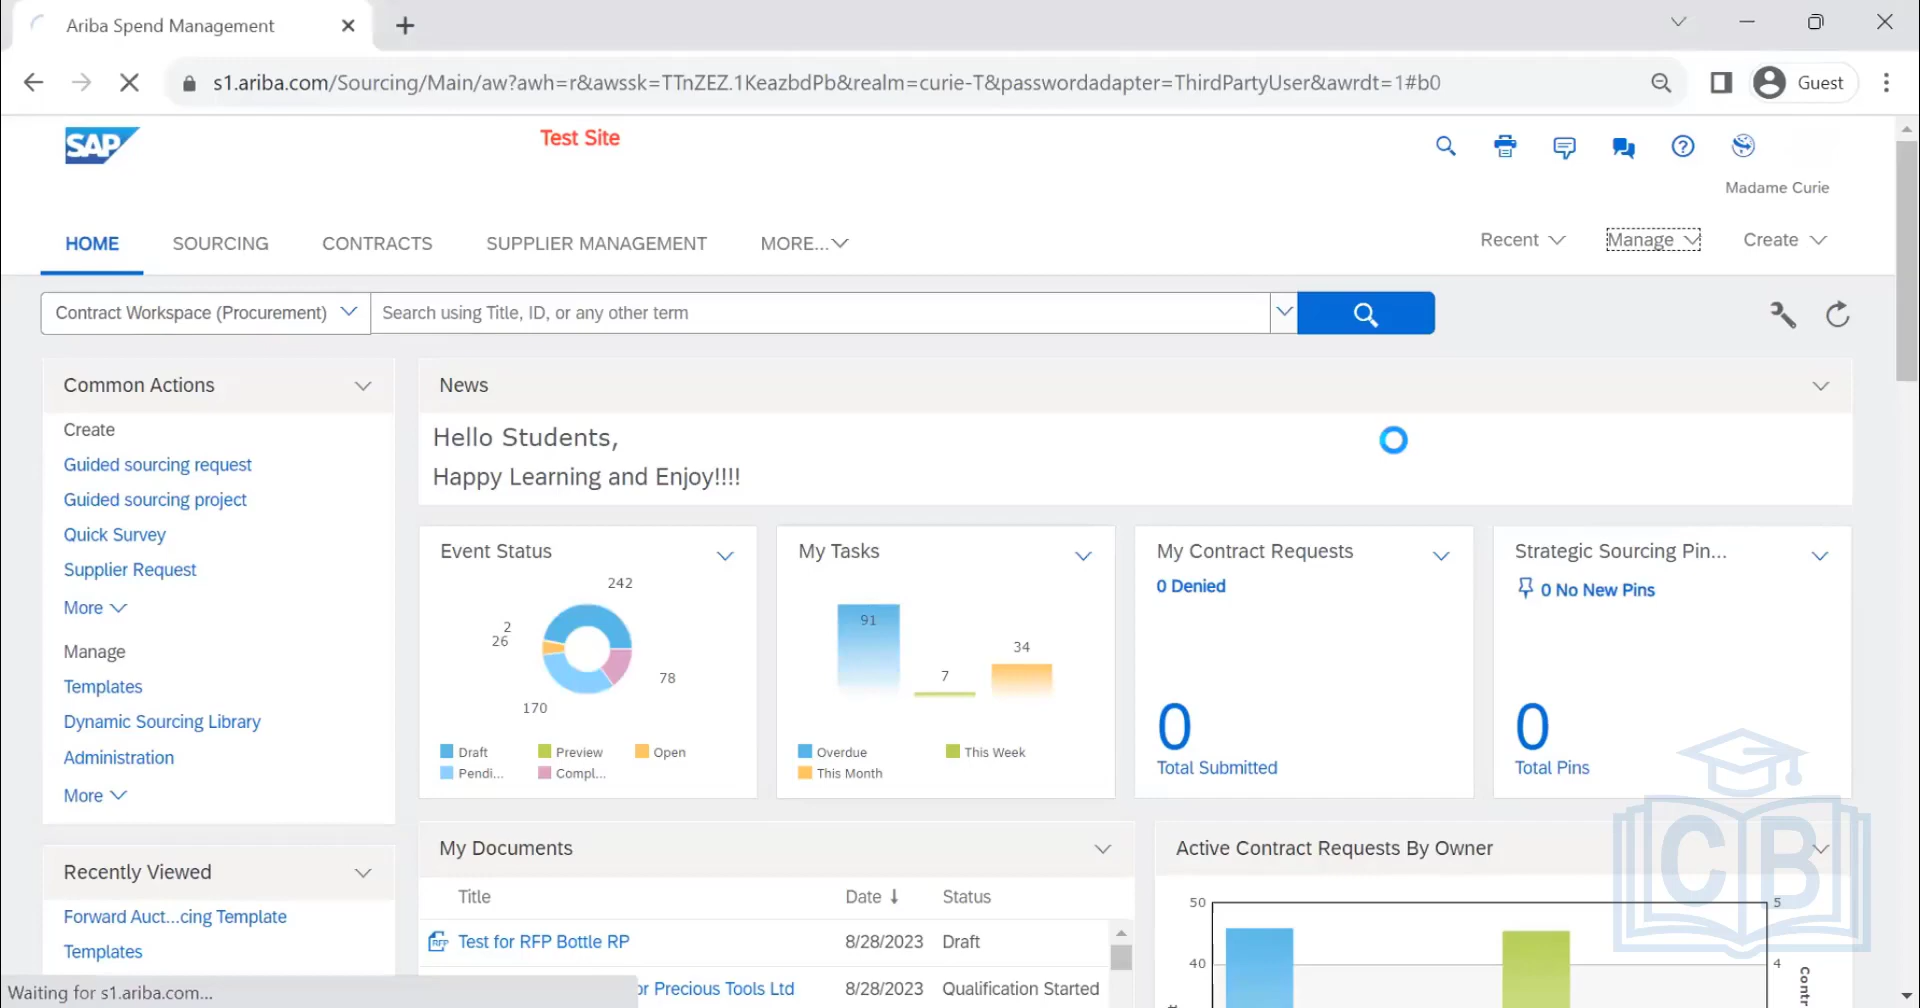 Ariba Spend Management
s1.ariba.com/Sourcing/Main/aw?awh=r&awssk=TTnZEZ.1KeazbdPb&realm=curie-T&passwordadapter=ThirdPartyUser&awrdt=1#b0
Guest
SAP
Test Site
Madame Curie
HOME SOURCING CONTRACTS SUPPLIER MANAGEMENT MORE... Recent Manage Create
Contract Workspace (Procurement) Search using Title, ID, or any other term
Common Actions
Create
Guided sourcing request
Guided sourcing project
Quick Survey
Supplier Request
More
Manage
Templates
Dynamic Sourcing Library
Administration
More
Recently Viewed
Forward Auct...cing Template
Templates
News
Hello Students,
Happy Learning and Enjoy!!!!
Event Status
242
2
26
78
170
Draft Preview Open
Pendi... Compl...
My Tasks
91
7
34
Overdue This Week
This Month
My Contract Requests
0 Denied
0
Total Submitted
Strategic Sourcing Pin...
0 No New Pins
0
Total Pins
My Documents
Title Date Status
RFP Test for RFP Bottle RP 8/28/2023 Draft
or Precious Tools Ltd 8/28/2023 Qualification Started
Active Contract Requests By Owner
50 5
40 4
CB
Waiting for s1.ariba.com...